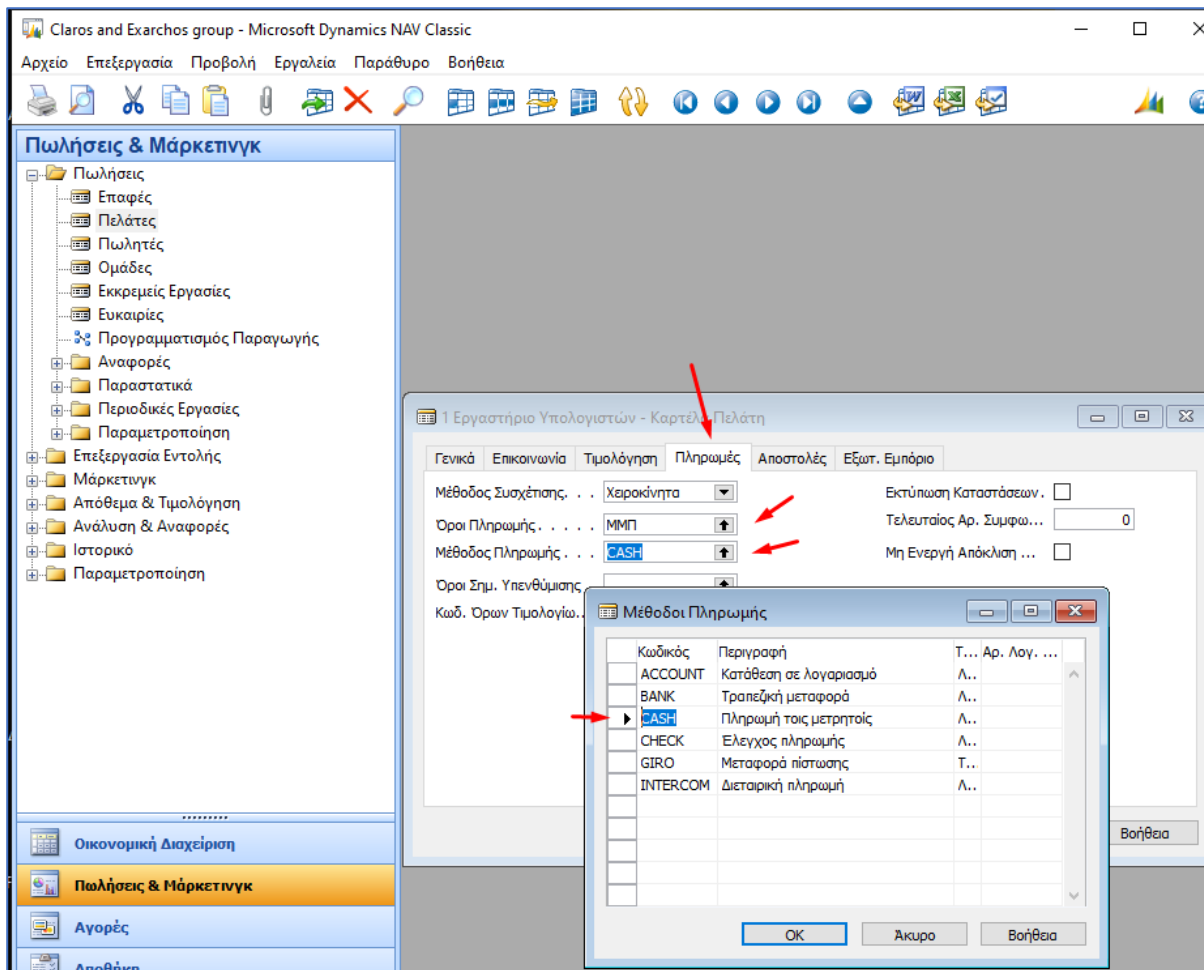 Claros and Exarchos group - Microsoft Dynamics NAV Classic
Αρχείο Επεξεργασία Προβολή Εργαλεία Παράθυρο Βοήθεια
Πωλήσεις & Μάρκετινγκ
Πωλήσεις
Επαφές
Πελάτες
Πωλητές
Ομάδες
Εκκρεμείς Εργασίες
Ευκαιρίες
Προγραμματισμός Παραγωγής
Αναφορές
Παραστατικά
Περιοδικές Εργασίες
Παραμετροποίηση
Επεξεργασία Εντολής
Μάρκετινγκ
Απόθεμα & Τιμολόγηση
Ανάλυση & Αναφορές
Ιστορικό
Παραμετροποίηση
Οικονομική Διαχείριση
Πωλήσεις & Μάρκετινγκ
Αγορές
Αποθήκη
1 Εργαστήριο Υπολογιστών - Καρτέλα Πελάτη
Γενικά Επικοινωνία Τιμολόγηση Πληρωμές Αποστολές Εξωτ. Εμπόριο
Μέθοδος Συσχέτισης. . . Χειροκίνητα Εκτύπωση Καταστάσεων.
Όροι Πληρωμής . . . . . ΜΜΠ Τελευταίος Αρ. Συμφω... 0
Μέθοδος Πληρωμής . . . CASH Μη Ενεργή Απόκλιση ...
Όροι Σημ. Υπενθύμισης
Κωδ. Όρων Τιμολογίο..
Βοήθεια
Μέθοδοι Πληρωμής
Κωδικός Περιγραφή Τ... Αρ. Λογ. ...
ACCOUNT Κατάθεση σε λογαριασμό Λ..
BANK Τραπεζική μεταφορά Λ..
CASH Πληρωμή τοις μετρητοίς Λ..
CHECK Έλεγχος πληρωμής Λ..
GIRO Μεταφορά πίστωσης Τ..
INTERCOM Διεταιρική πληρωμή Λ..
OK Άκυρο Βοήθεια